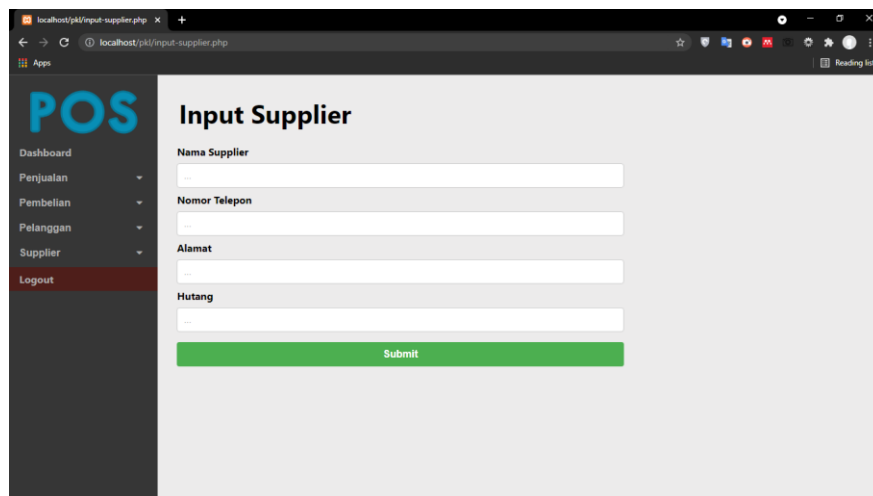 localhost/pkl/input-supplier.php
localhost/pkl/input-supplier.php
Apps
Reading list
POS
Dashboard
Penjualan
Pembelian
Pelanggan
Supplier
Logout
Input Supplier
Nama Supplier
...
Nomor Telepon
...
Alamat
...
Hutang
...
Submit